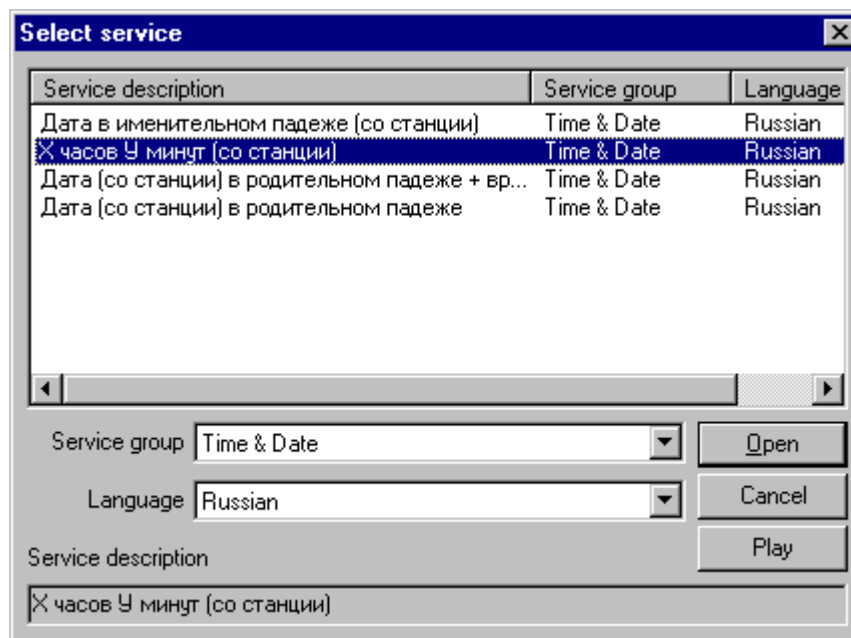 Select service
Service description Service group Language
Дата в именительном падеже (со станции) Time & Date Russian
Х часов У минут (со станции) Time & Date Russian
Дата (со станции) в родительном падеже + вр... Time & Date Russian
Дата (со станции) в родительном падеже Time & Date Russian
Service group Time & Date Open
Language Russian Cancel
Play
Service description
Х часов У минут (со станции)